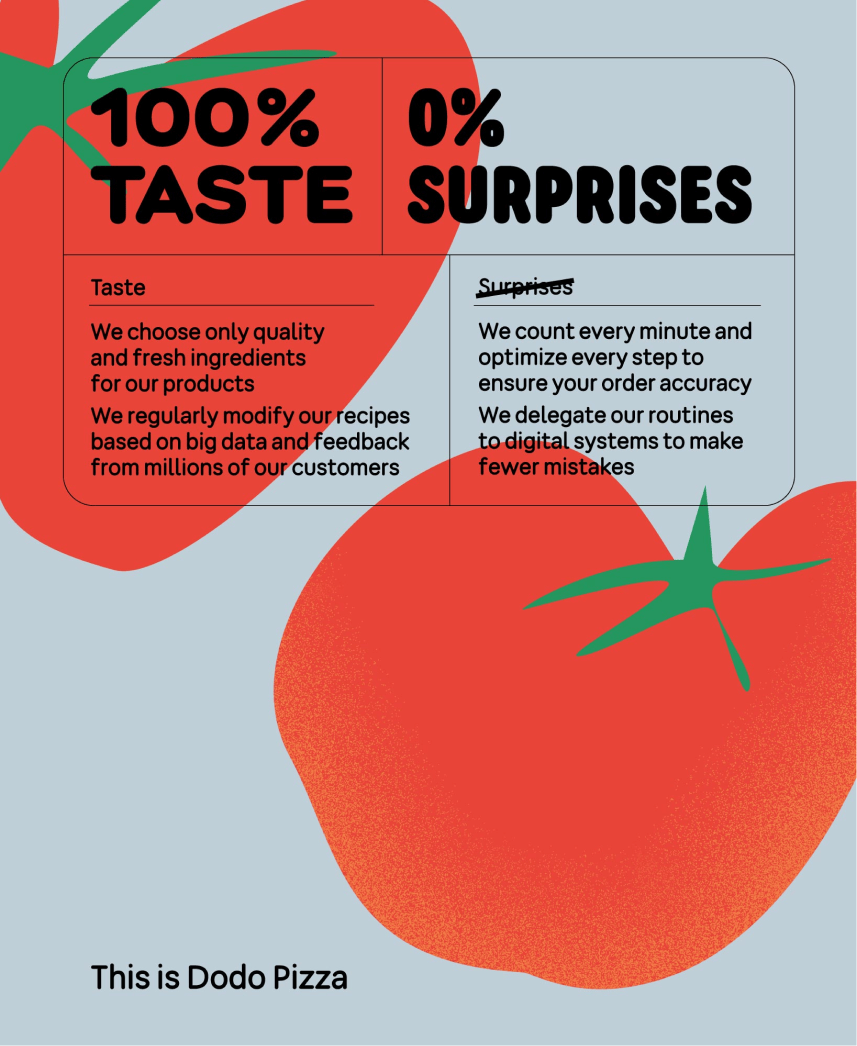 100%
TASTE
0%
SURPRISES
Taste
We choose only quality
and fresh ingredients
for our products
We regularly modify our recipes
based on big data and feedback
from millions of our customers
Surprises
We count every minute and
optimize every step to
ensure your order accuracy
We delegate our routines
to digital systems to make
fewer mistakes
This is Dodo Pizza